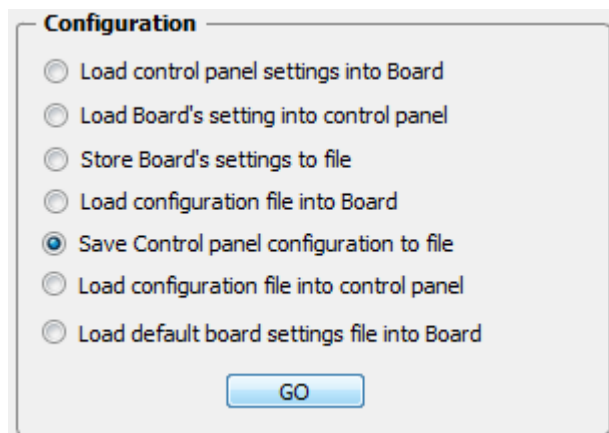 Configuration
Load control panel settings into Board
Load Board's setting into control panel
Store Board's settings to file
Load configuration file into Board
Save Control panel configuration to file
Load configuration file into control panel
Load default board settings file into Board
GO